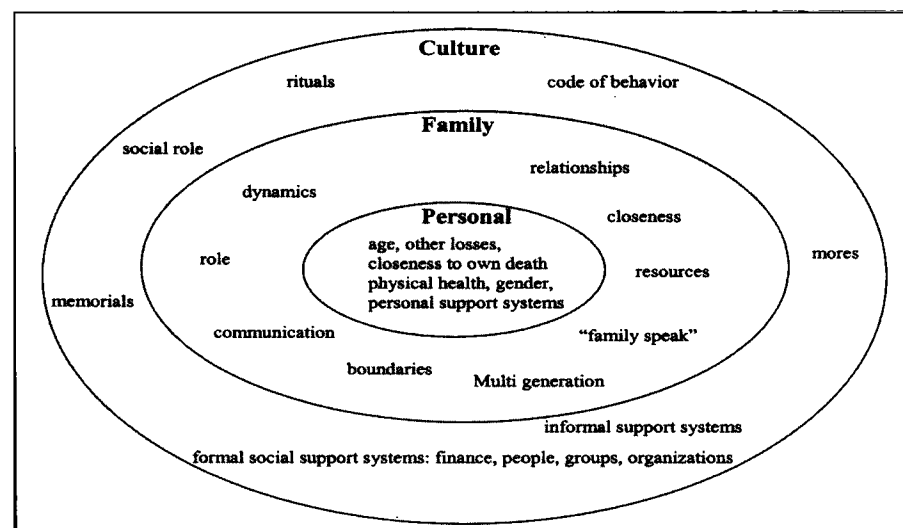 Culture
rituals
code of behavior
Family
social role
relationships
dynamics
Personal
closeness
age, other losses,
closeness to own death
physical health, gender,
personal support systems
role
resources
mores
memorials
communication
"family speak"
boundaries
Multi generation
informal support systems
formal social support systems: finance, people, groups, organizations